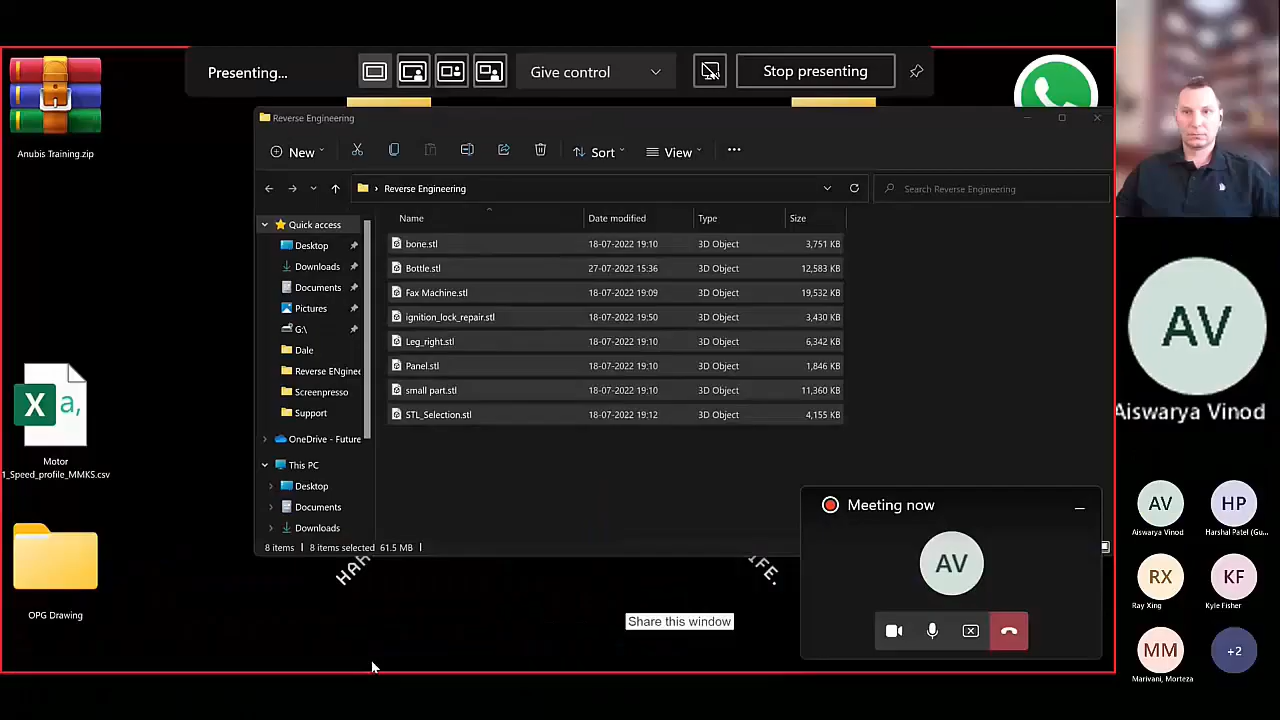 Presenting...
Give control
Stop presenting
Anubis Training.zip
Reverse Engineering
New
Sort
View
Reverse Engineering
Search Reverse Engineering
Name
Date modified
Type
Size
Quick access
Desktop
Downloads
Documents
Pictures
G:\
Dale
Reverse ENginee
Screenpresso
Support
OneDrive - Future
This PC
Desktop
Documents
Downloads
bone.stl 18-07-2022 19:10 3D Object 3,751 KB
Bottle.stl 27-07-2022 15:36 3D Object 12,583 KB
Fax Machine.stl 18-07-2022 19:09 3D Object 19,532 KB
ignition_lock_repair.stl 18-07-2022 19:50 3D Object 3,430 KB
Leg_right.stl 18-07-2022 19:10 3D Object 6,342 KB
Panel.stl 18-07-2022 19:10 3D Object 1,846 KB
small part.stl 18-07-2022 19:10 3D Object 11,360 KB
STL_Selection.stl 18-07-2022 19:12 3D Object 4,155 KB
8 items 8 items selected 61.5 MB
X a,
Motor
1_Speed_profile_MMKS.csv
OPG Drawing
HAR
IFE.
Share this window
Meeting now
AV
AV
Aiswarya Vinod
AV
Aiswarya Vinod
HP
Harshal Patel (Gu...
RX
Ray Xing
KF
Kyle Fisher
MM
Marivani, Morteza
+2